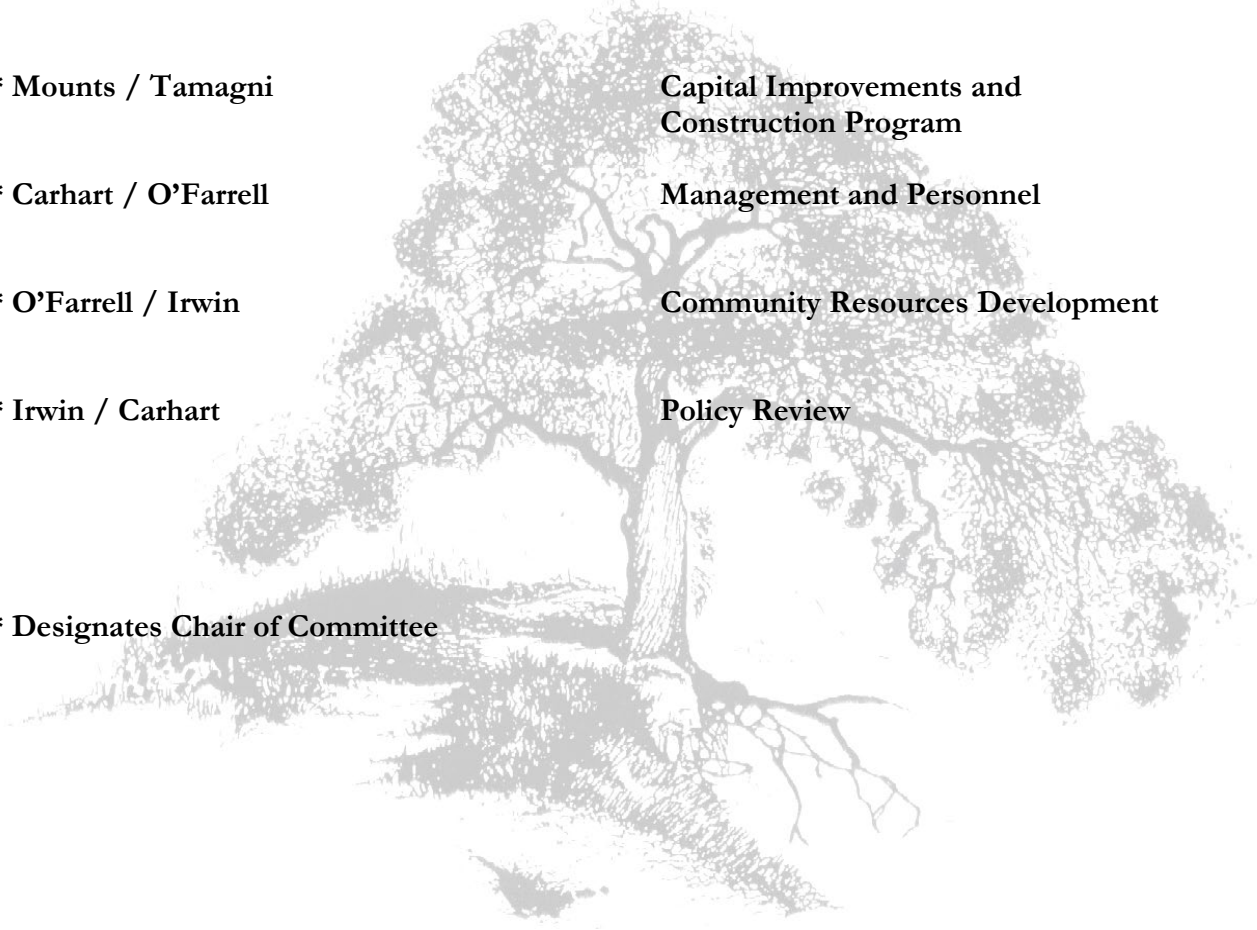 * Mounts / Tamagni
Capital Improvements and
Construction Program
* Carhart / O’Farrell
Management and Personnel
* O’Farrell / Irwin
Community Resources Development
* Irwin / Carhart
Policy Review
* Designates Chair of Committee